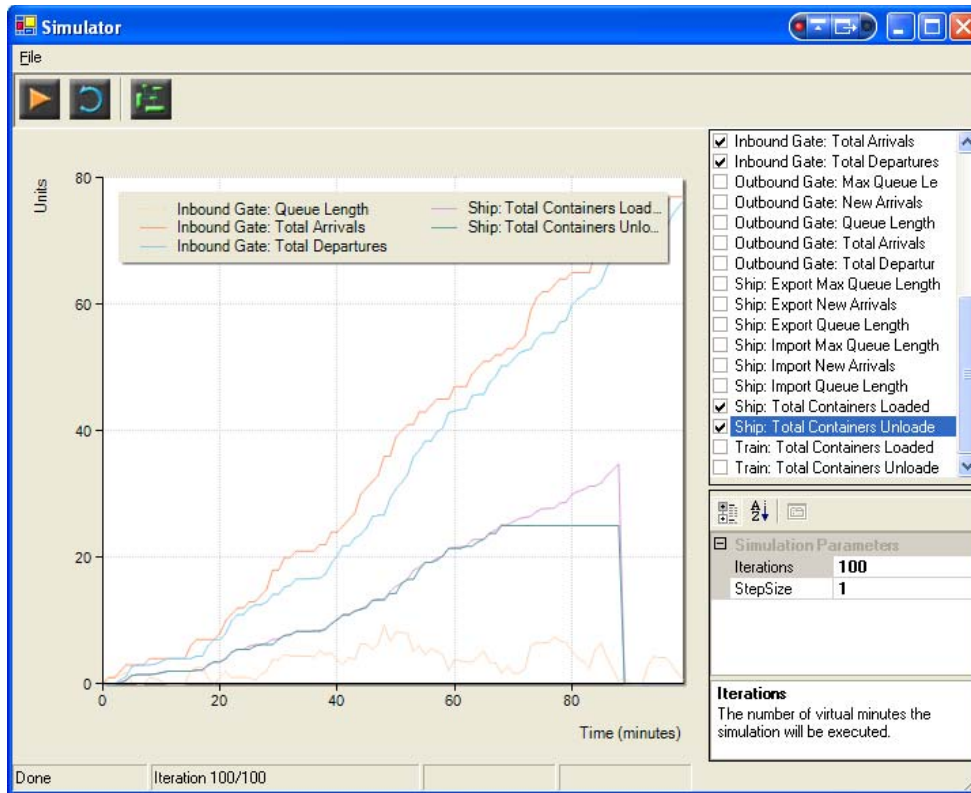 Simulator
File
Units
80
60
40
20
0
Inbound Gate: Queue Length
Inbound Gate: Total Arrivals
Inbound Gate: Total Departures
Ship: Total Containers Load...
Ship: Total Containers Unlo...
0 20 40 60 80
Time (minutes)
Inbound Gate: Total Arrivals
Inbound Gate: Total Departures
Outbound Gate: Max Queue Le
Outbound Gate: New Arrivals
Outbound Gate: Queue Length
Outbound Gate: Total Arrivals
Outbound Gate: Total Departur
Ship: Export Max Queue Length
Ship: Export New Arrivals
Ship: Export Queue Length
Ship: Import Max Queue Length
Ship: Import New Arrivals
Ship: Import Queue Length
Ship: Total Containers Loaded
Ship: Total Containers Unloade
Train: Total Containers Loaded
Train: Total Containers Unloade
A Z
Simulation Parameters
Iterations 100
StepSize 1
Iterations
The number of virtual minutes the
simulation will be executed.
Done Iteration 100/100